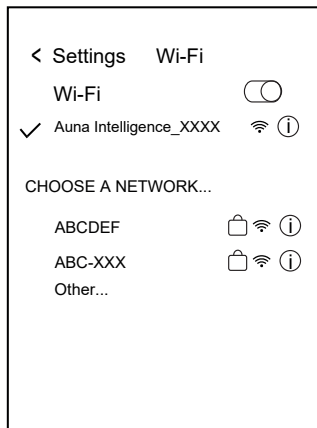 < Settings Wi-Fi
Wi-Fi
Auna Intelligence_XXXX
CHOOSE A NETWORK...
ABCDEF
ABC-XXX
Other...